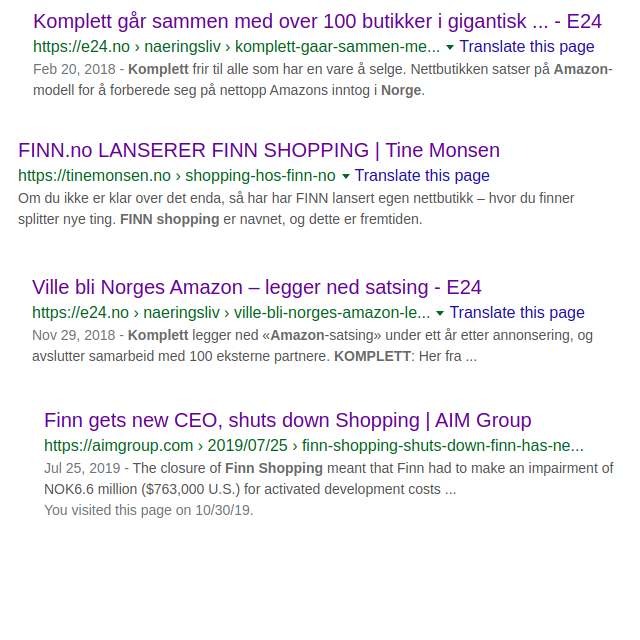 Komplett går sammen med over 100 butikker i gigantisk ... - E24
https://e24.no › naeringsliv › komplett-gaar-sammen-me... Translate this page
Feb 20, 2018 - Komplett frir til alle som har en vare å selge. Nettbutikken satser på Amazon-
modell for å forberede seg på nettopp Amazons inntog i Norge.
FINN.no LANSERER FINN SHOPPING | Tine Monsen
https://tinemonsen.no › shopping-hos-finn-no Translate this page
Om du ikke er klar over det enda, så har har FINN lansert egen nettbutikk – hvor du finner
splitter nye ting. FINN shopping er navnet, og dette er fremtiden.
Ville bli Norges Amazon – legger ned satsing - E24
https://e24.no › naeringsliv › ville-bli-norges-amazon-le... Translate this page
Nov 29, 2018 - Komplett legger ned «Amazon-satsing» under ett år etter annonsering, og
avslutter samarbeid med 100 eksterne partnere. KOMPLETT: Her fra ...
Finn gets new CEO, shuts down Shopping | AIM Group
https://aimgroup.com › 2019/07/25 › finn-shopping-shuts-down-finn-has-ne...
Jul 25, 2019 - The closure of Finn Shopping meant that Finn had to make an impairment of
NOK6.6 million ($763,000 U.S.) for activated development costs ...
You visited this page on 10/30/19.